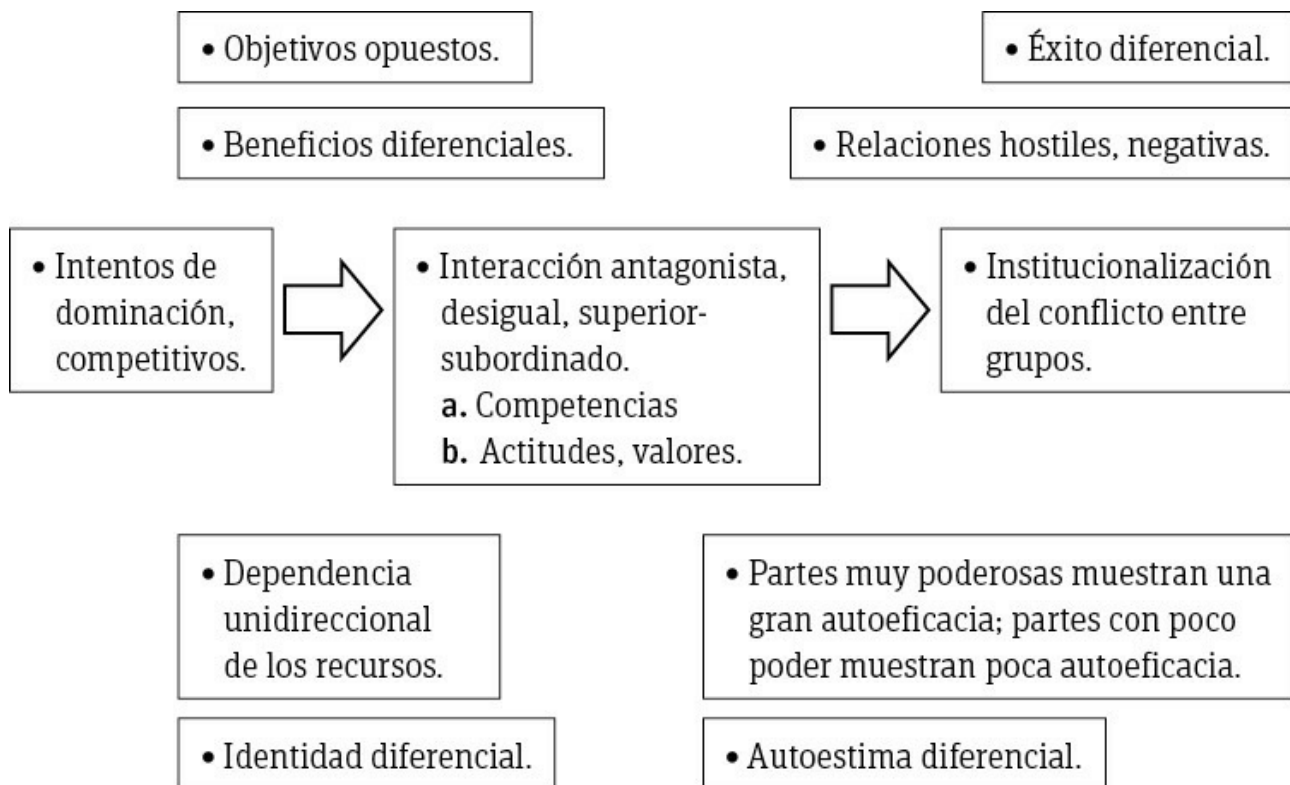 • Objetivos opuestos.
• Éxito diferencial.
• Beneficios diferenciales.
• Relaciones hostiles, negativas.
• Intentos de
dominación,
competitivos.
• Interacción antagonista,
desigual, superior-
subordinado.
a. Competencias
b. Actitudes, valores.
• Institucionalización
del conflicto entre
grupos.
• Dependencia
unidireccional
de los recursos.
• Partes muy poderosas muestran una
gran autoeficacia; partes con poco
poder muestran poca autoeficacia.
• Identidad diferencial.
• Autoestima diferencial.